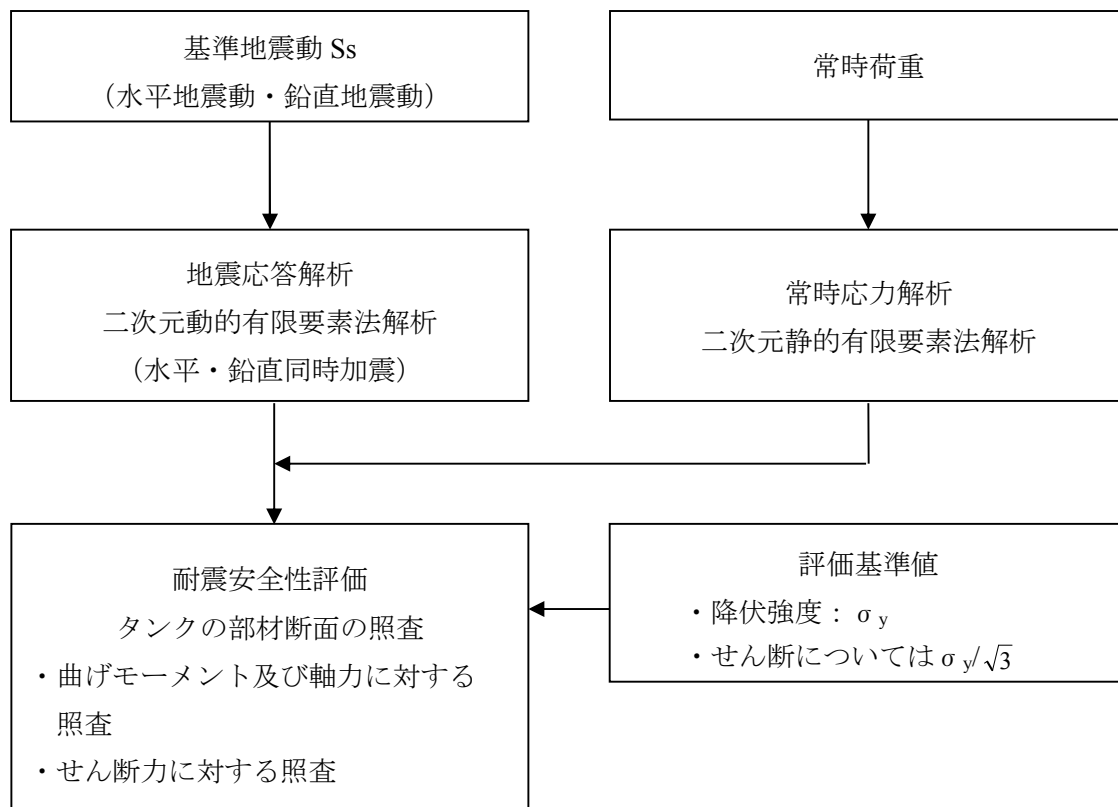 基準地震動 Ss
（水平地震動・鉛直地震動）
常時荷重
地震応答解析
二次元動的有限要素法解析
（水平・鉛直同時加震）
常時応力解析
二次元静的有限要素法解析
耐震安全性評価
タンクの部材断面の照査
・曲げモーメント及び軸力に対する
照査
・せん断力に対する照査
評価基準値
・降伏強度：σy
・せん断についてはσy/√3